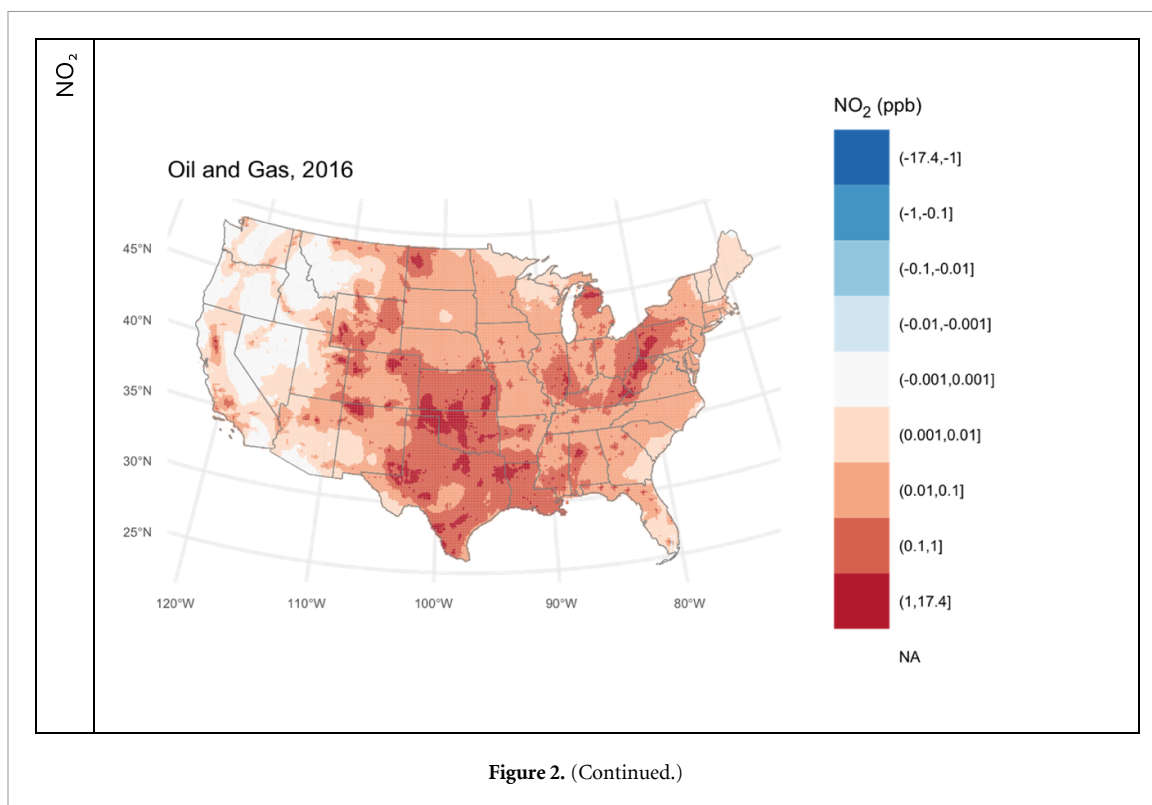 NO₂
Oil and Gas, 2016
45°N
40°N
35°N
30°N
25°N
120°W 110°W 100°W 90°W 80°W
NO₂ (ppb)
(-17.4,-1]
(-1,-0.1]
(-0.1,-0.01]
(-0.01,-0.001]
(-0.001,0.001]
(0.001,0.01]
(0.01,0.1]
(0.1,1]
(1,17.4]
NA
Figure 2. (Continued.)